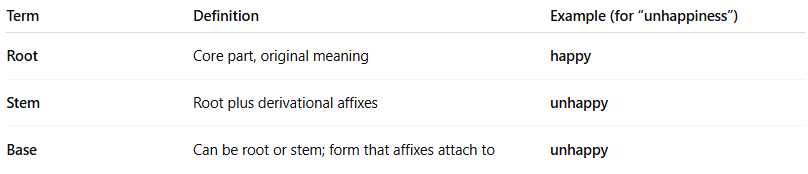 Term Definition Example (for “unhappiness”)
Root Core part, original meaning happy
Stem Root plus derivational affixes unhappy
Base Can be root or stem; form that affixes attach to unhappy